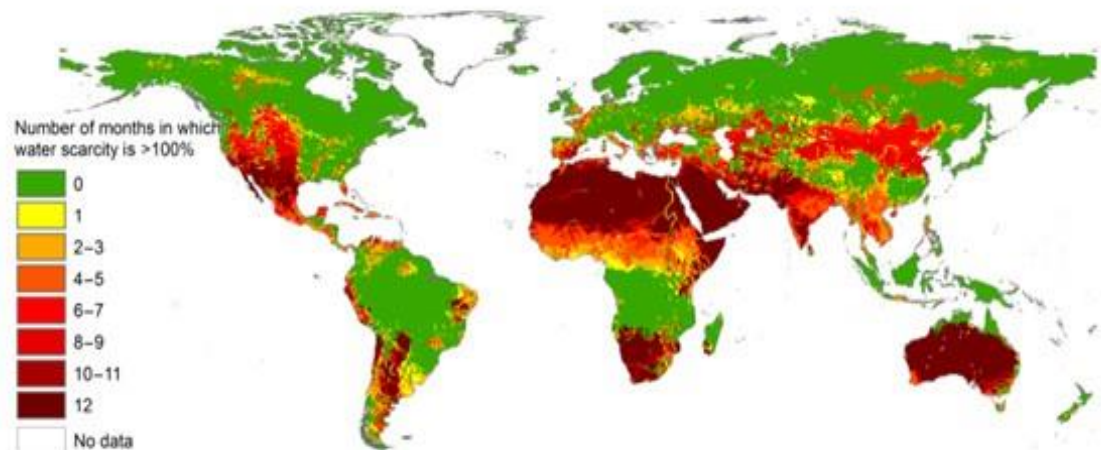 Number of months in which
water scarcity is >100%
0
1
2–3
4–5
6–7
8–9
10–11
12
No data